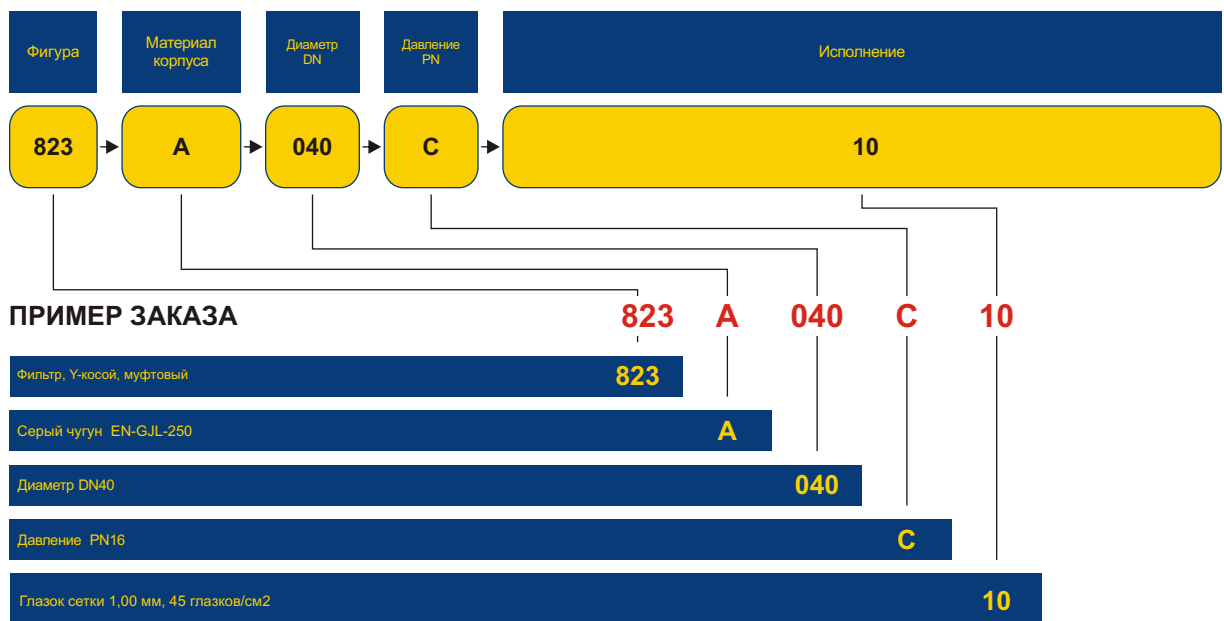 Фигура
Материал
корпуса
Диаметр
DN
Давление
PN
Исполнение
823
A
040
C
10
ПРИМЕР ЗАКАЗА 823 A 040 C 10
Фильтр, Y-косой, муфтовый 823
Серый чугун EN-GJL-250 A
Диаметр DN40 040
Давление PN16 C
Глазок сетки 1,00 мм, 45 глазков/см2 10